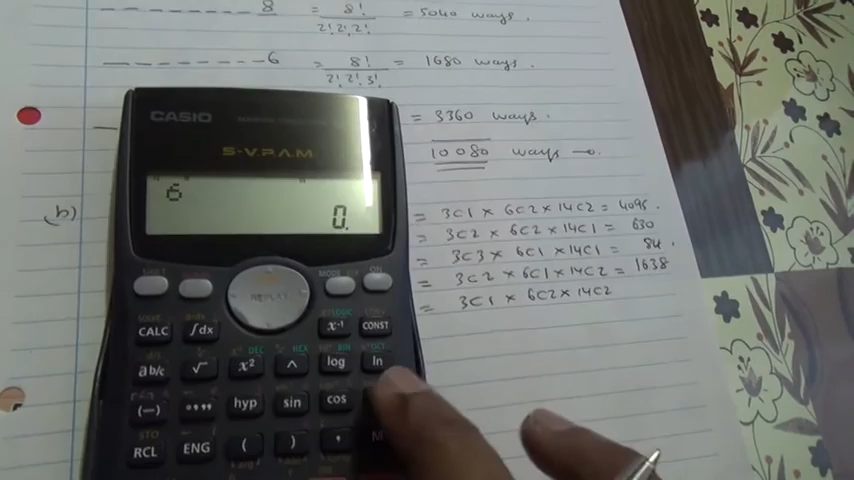 8 = 8! / 2!2!2! = 5040 ways.
6 = 8! / 2!2!3! = 1680 ways.
= 3360 ways.
10080 ways
b)
= 3C1 x 6C2 x 14C2 = 4095.
= 3C2 x 6C2 x 14C1 = 630
= 3C3 x 6C1 x 14C1 = 84.
= 3C2 x 6C1 x 14C2 = 1638
= 3C1 x 6C2 x 14C2
CASIO
S-V.P.A.M.
6
0.
SHIFT MODE ON
REPLAY
CALC ∫dx x-1 CONST
ab/c √ x² ^ log ln
(−) °'" hyp sin cos
STO
RCL ENG ( ) , M